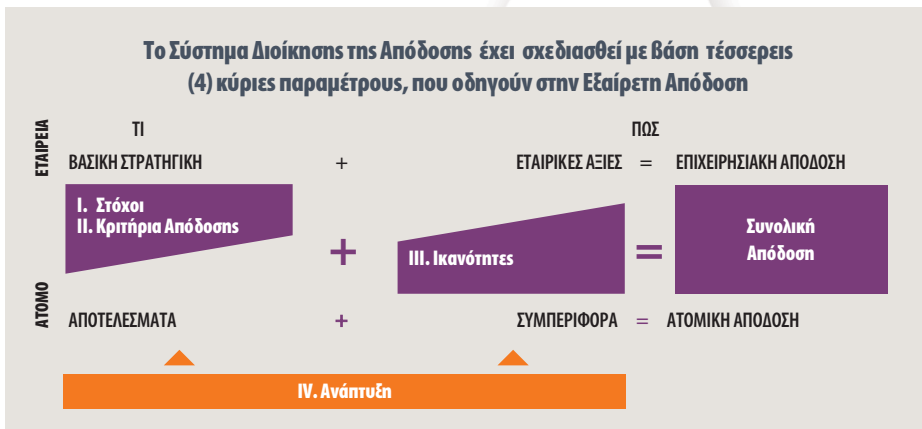 Το Σύστημα Διοίκησης της Απόδοσης έχει σχεδιασθεί με βάση τέσσερεις
(4) κύριες παραμέτρους, που οδηγούν στην Εξαίρετη Απόδοση
ΕΤΑΙΡΕΙΑ
ΤΙ
ΠΩΣ
ΒΑΣΙΚΗ ΣΤΡΑΤΗΓΙΚΗ + ΕΤΑΙΡΙΚΕΣ ΑΞΙΕΣ = ΕΠΙΧΕΙΡΗΣΙΑΚΗ ΑΠΟΔΟΣΗ
I. Στόχοι
II. Κριτήρια Απόδοσης
+
III. Ικανότητες
=
Συνολική
Απόδοση
ΑΤΟΜΟ
ΑΠΟΤΕΛΕΣΜΑΤΑ + ΣΥΜΠΕΡΙΦΟΡΑ = ΑΤΟΜΙΚΗ ΑΠΟΔΟΣΗ
IV. Ανάπτυξη